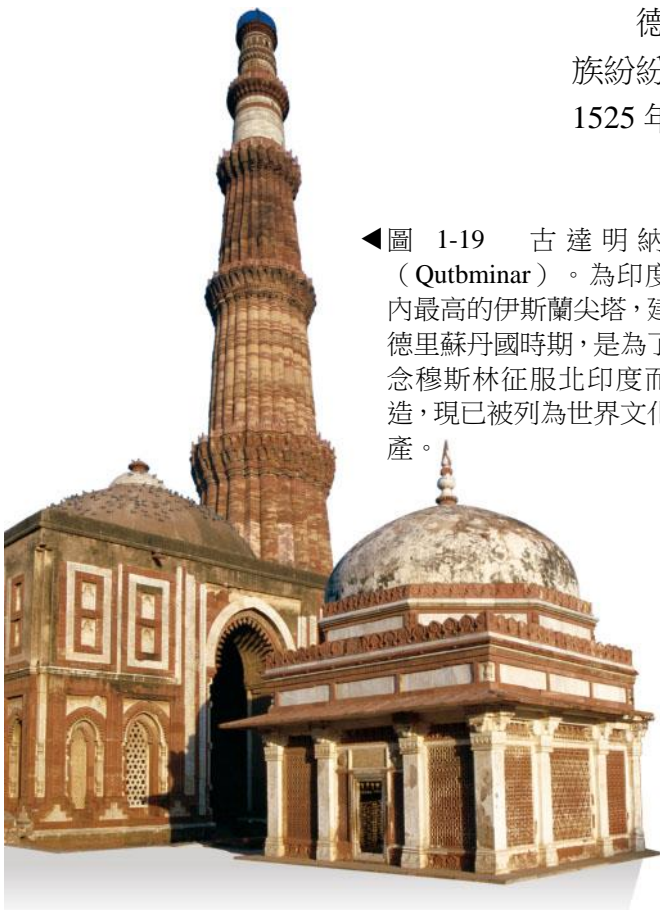 德
族紛紛
1525 年
◀圖 1-19 古達明納
（Qutbminar）。為印度
內最高的伊斯蘭尖塔，建
德里蘇丹國時期，是為了
念穆斯林征服北印度而
造，現已被列為世界文化
產。